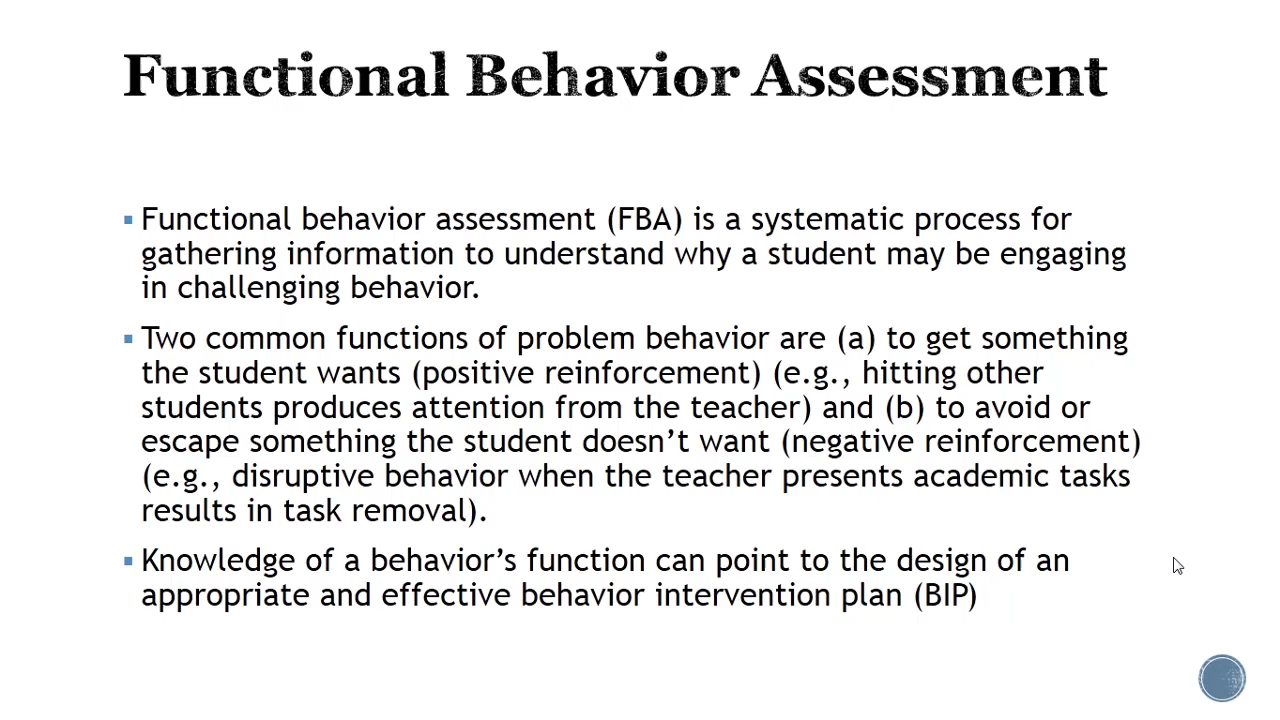 Functional Behavior Assessment
▪ Functional behavior assessment (FBA) is a systematic process for
gathering information to understand why a student may be engaging
in challenging behavior.
▪ Two common functions of problem behavior are (a) to get something
the student wants (positive reinforcement) (e.g., hitting other
students produces attention from the teacher) and (b) to avoid or
escape something the student doesn’t want (negative reinforcement)
(e.g., disruptive behavior when the teacher presents academic tasks
results in task removal).
▪ Knowledge of a behavior’s function can point to the design of an
appropriate and effective behavior intervention plan (BIP)